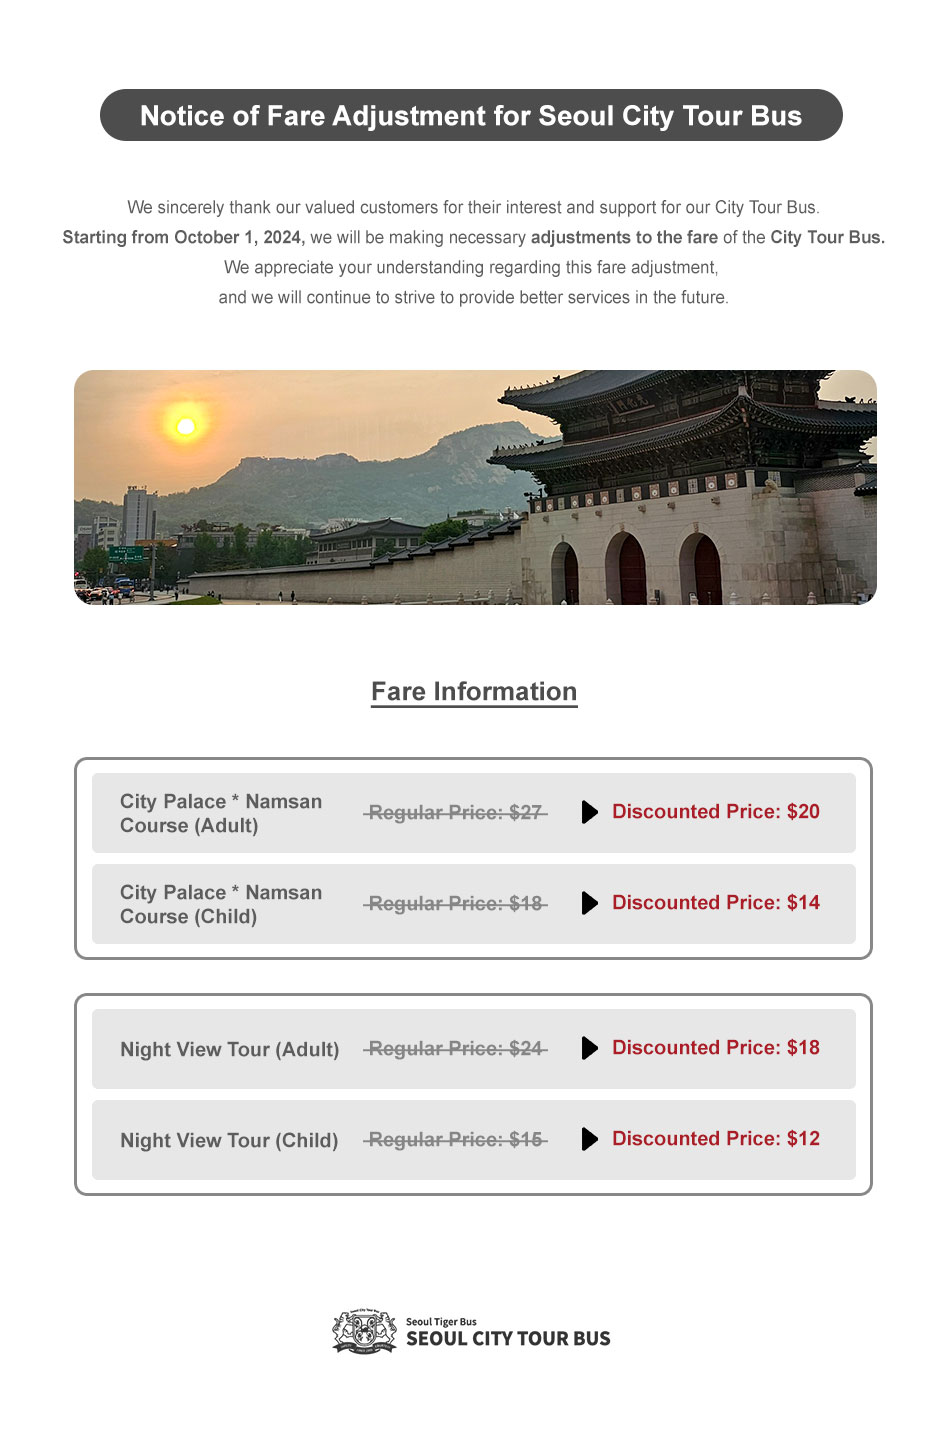 Notice of Fare Adjustment for Seoul City Tour Bus
We sincerely thank our valued customers for their interest and support for our City Tour Bus.
Starting from October 1, 2024, we will be making necessary adjustments to the fare of the City Tour Bus.
We appreciate your understanding regarding this fare adjustment,
and we will continue to strive to provide better services in the future.
Fare Information
City Palace * Namsan
Course (Adult)
Regular Price: $27
Discounted Price: $20
City Palace * Namsan
Course (Child)
Regular Price: $18
Discounted Price: $14
Night View Tour (Adult)
Regular Price: $24
Discounted Price: $18
Night View Tour (Child)
Regular Price: $15
Discounted Price: $12
Seoul City Tour Bus
Seoul Tiger Bus
SEOUL CITY TOUR BUS